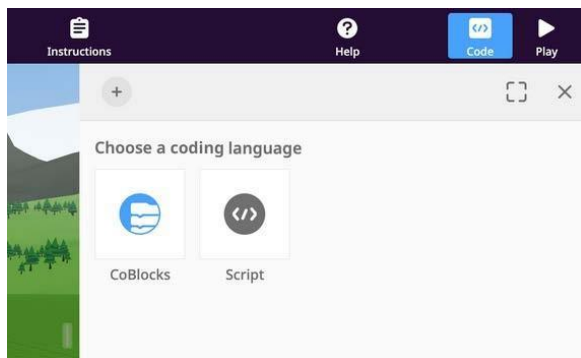 Instructions Help Code Play
Choose a coding language
CoBlocks Script